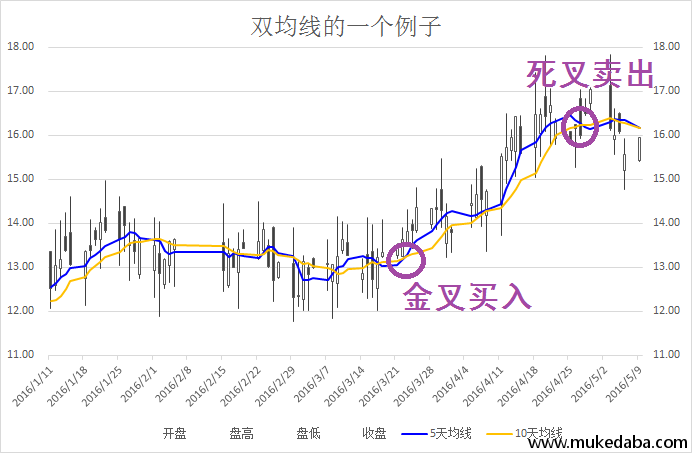 双均线的一个例子
18.00 18.00
死叉卖出
17.00 17.00
16.00 16.00
15.00 15.00
14.00 14.00
13.00 13.00
金叉买入
12.00 12.00
11.00 11.00
2016/1/11 2016/1/18 2016/1/25 2016/2/1 2016/2/8 2016/2/15 2016/2/22 2016/2/29 2016/3/7 2016/3/14 2016/3/21 2016/3/28 2016/4/4 2016/4/11 2016/4/18 2016/4/25 2016/5/2 2016/5/9
开盘 盘高 盘低 收盘 5天均线 10天均线
www.mukedaba.com